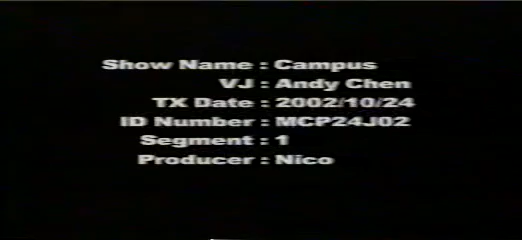 Show Name : Campus
VJ : Andy Chen
TX Date : 2002/10/24
ID Number : MCP24J02
Segment : 1
Producer : Nico